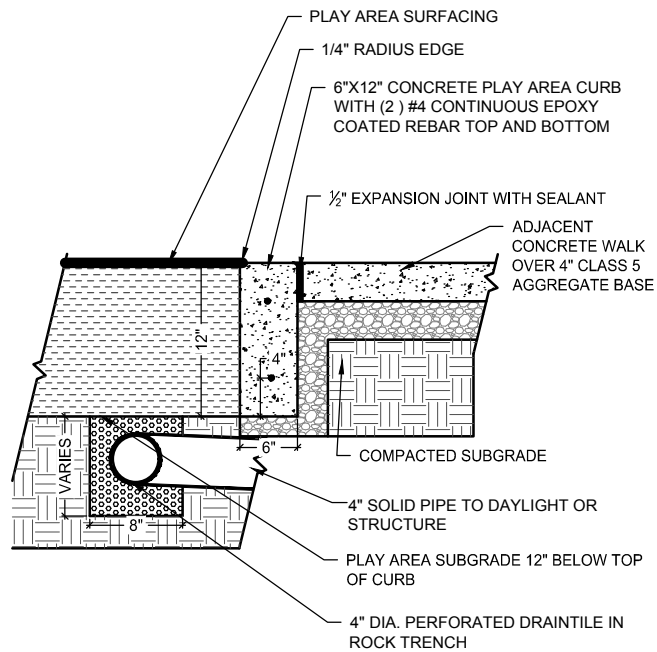 PLAY AREA SURFACING
1/4" RADIUS EDGE
6"X12" CONCRETE PLAY AREA CURB
WITH (2 ) #4 CONTINUOUS EPOXY
COATED REBAR TOP AND BOTTOM
½" EXPANSION JOINT WITH SEALANT
ADJACENT
CONCRETE WALK
OVER 4" CLASS 5
AGGREGATE BASE
12"
4"
6"
COMPACTED SUBGRADE
VARIES
8"
4" SOLID PIPE TO DAYLIGHT OR
STRUCTURE
PLAY AREA SUBGRADE 12" BELOW TOP
OF CURB
4" DIA. PERFORATED DRAINTILE IN
ROCK TRENCH